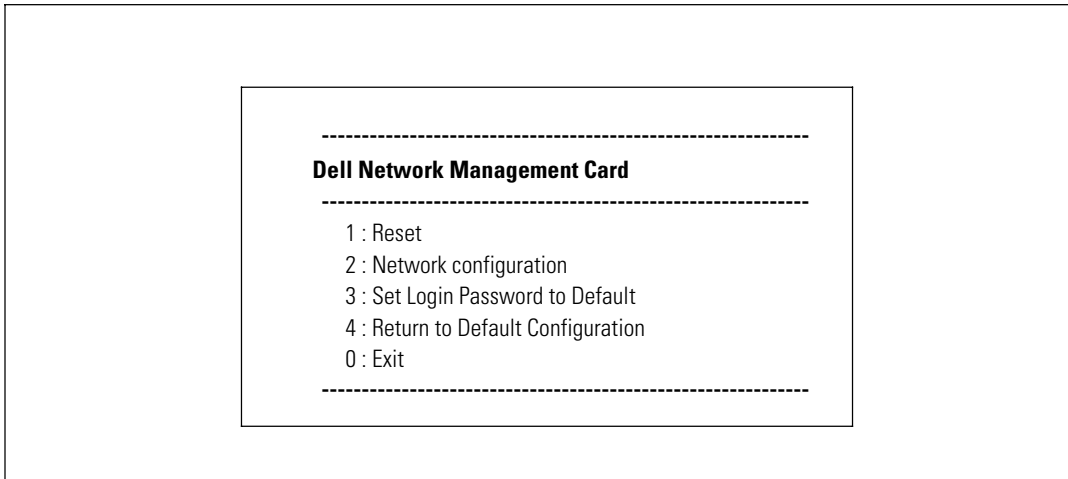 ------------------------------------------------------------
Dell Network Management Card
------------------------------------------------------------
1 : Reset
2 : Network configuration
3 : Set Login Password to Default
4 : Return to Default Configuration
0 : Exit
------------------------------------------------------------